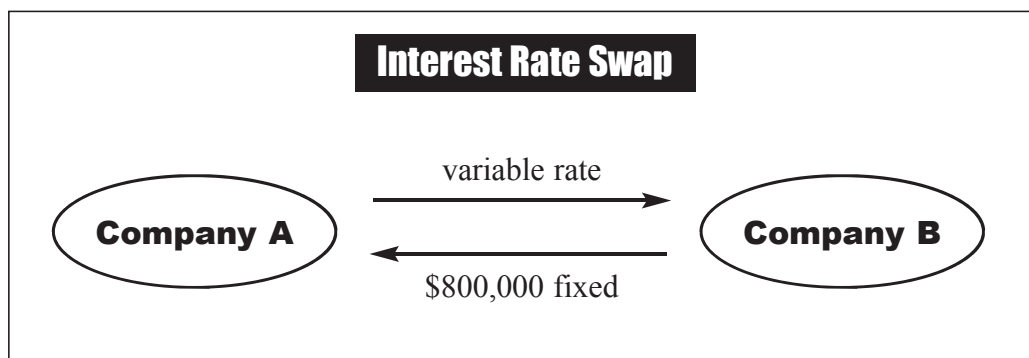 Interest Rate Swap
variable rate
Company A
Company B
$800,000 fixed